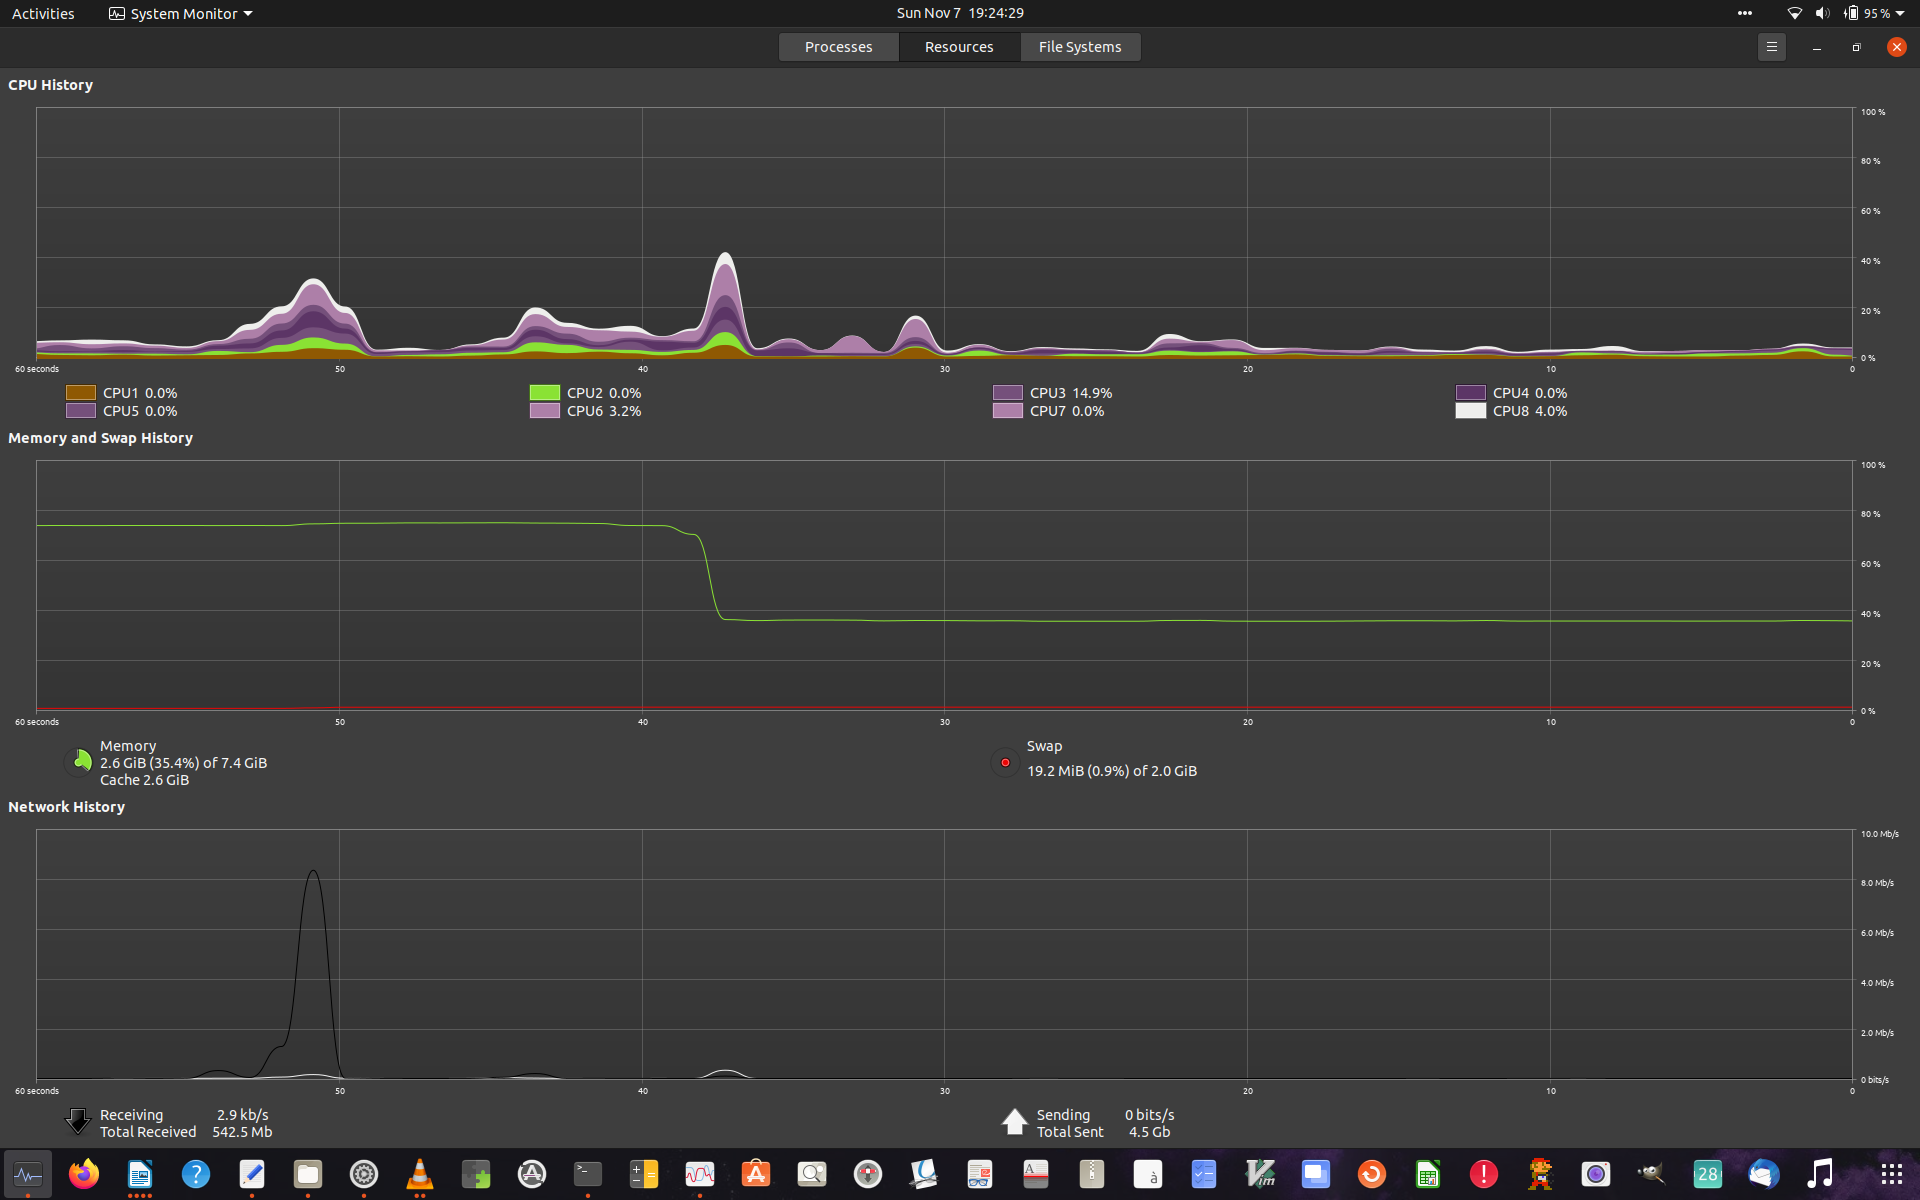 Activities System Monitor Sun Nov 7 19:24:29 95 %
Processes Resources File Systems
CPU History
100 %
80 %
60 %
40 %
20 %
0 %
60 seconds 50 40 30 20 10 0
CPU1 0.0% CPU2 0.0% CPU3 14.9% CPU4 0.0%
CPU5 0.0% CPU6 3.2% CPU7 0.0% CPU8 4.0%
Memory and Swap History
100 %
80 %
60 %
40 %
20 %
0 %
60 seconds 50 40 30 20 10 0
Memory
2.6 GiB (35.4%) of 7.4 GiB
Cache 2.6 GiB
Swap
19.2 MiB (0.9%) of 2.0 GiB
Network History
10.0 Mb/s
8.0 Mb/s
6.0 Mb/s
4.0 Mb/s
2.0 Mb/s
0 bits/s
60 seconds 50 40 30 20 10 0
Receiving 2.9 kb/s Sending 0 bits/s
Total Received 542.5 Mb Total Sent 4.5 Gb
? >_ A à Vim ! 28